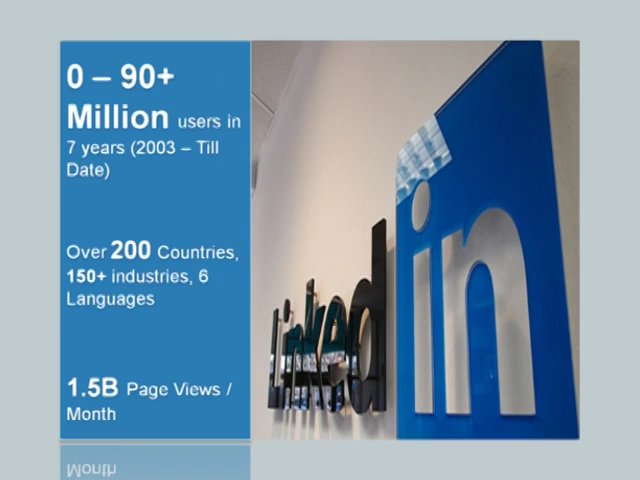 0 – 90+
Million users in
7 years (2003 – Till
Date)
Over 200 Countries,
150+ industries, 6
Languages
1.5B Page Views /
Month
Linked
in